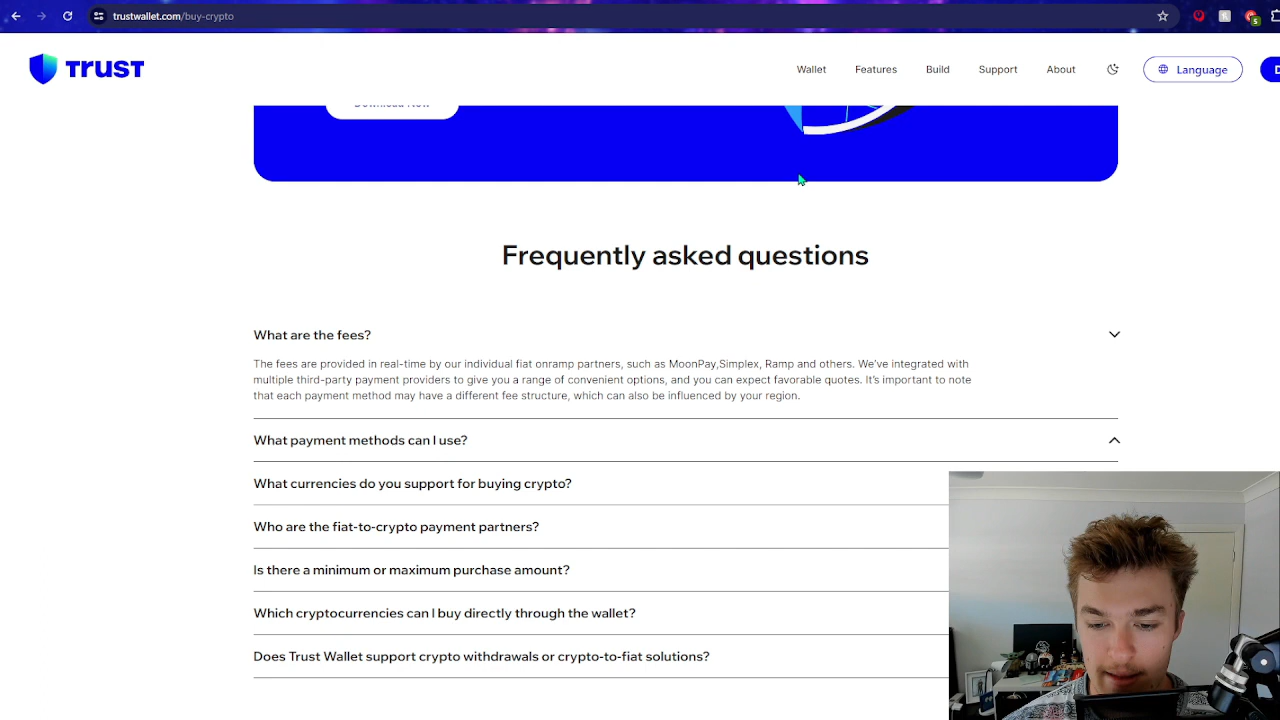 trustwallet.com/buy-crypto
TRUST
Wallet
Features
Build
Support
About
Language
Download Now
Frequently asked questions
What are the fees?
The fees are provided in real-time by our individual fiat onramp partners, such as MoonPay,Simplex, Ramp and others. We've integrated with
multiple third-party payment providers to give you a range of convenient options, and you can expect favorable quotes. It's important to note
that each payment method may have a different fee structure, which can also be influenced by your region.
What payment methods can I use?
What currencies do you support for buying crypto?
Who are the fiat-to-crypto payment partners?
Is there a minimum or maximum purchase amount?
Which cryptocurrencies can I buy directly through the wallet?
Does Trust Wallet support crypto withdrawals or crypto-to-fiat solutions?